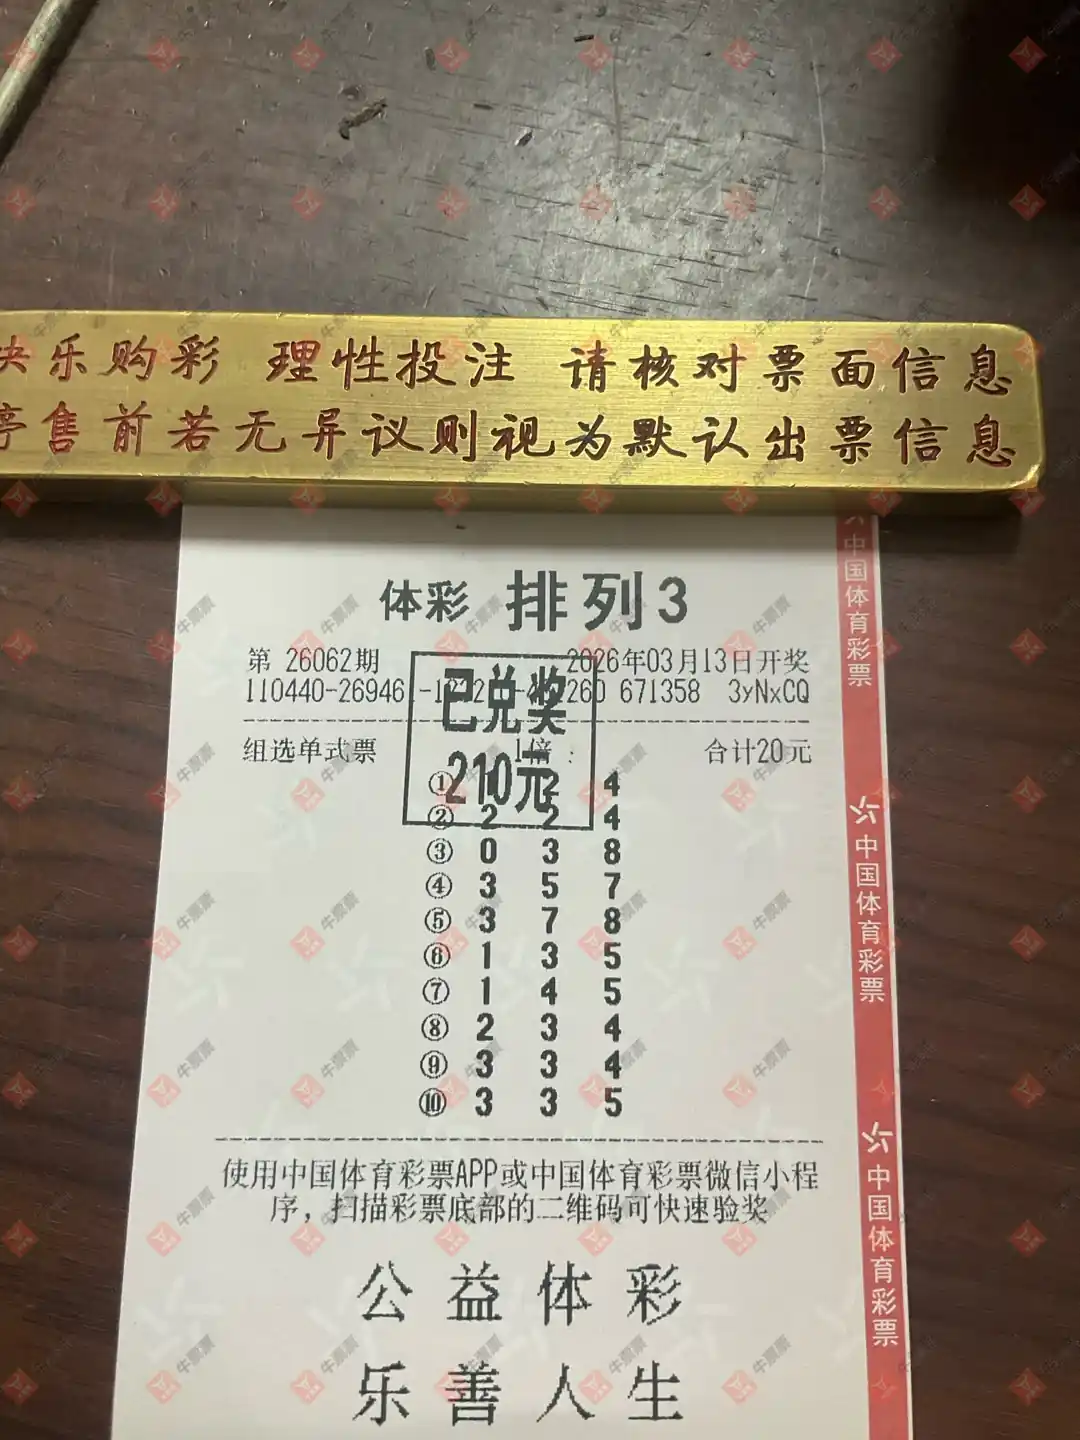 快乐购彩 理性投注 请核对票面信息
停售前若无异议则视为默认出票信息
体彩 排列3
第 26062期 2026年03月13日开奖
110440-26946 260 671358 3yNxCQ
已兑奖
210元
组选单式票 1倍 合计20元
① 2 4
② 2 2 4
③ 0 3 8
④ 3 5 7
⑤ 3 7 8
⑥ 1 3 5
⑦ 1 4 5
⑧ 2 3 4
⑨ 3 3 4
⑩ 3 3 5
使用中国体育彩票APP或中国体育彩票微信小程
序，扫描彩票底部的二维码可快速验奖
公益体彩
乐善人生
中国体育彩票
中国体育彩票
中国体育彩票
牛票票